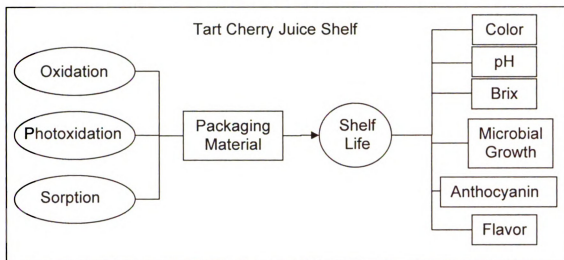 Tart Cherry Juice Shelf
Oxidation
Photoxidation
Sorption
Packaging
Material
Shelf
Life
Color
pH
Brix
Microbial
Growth
Anthocyanin
Flavor